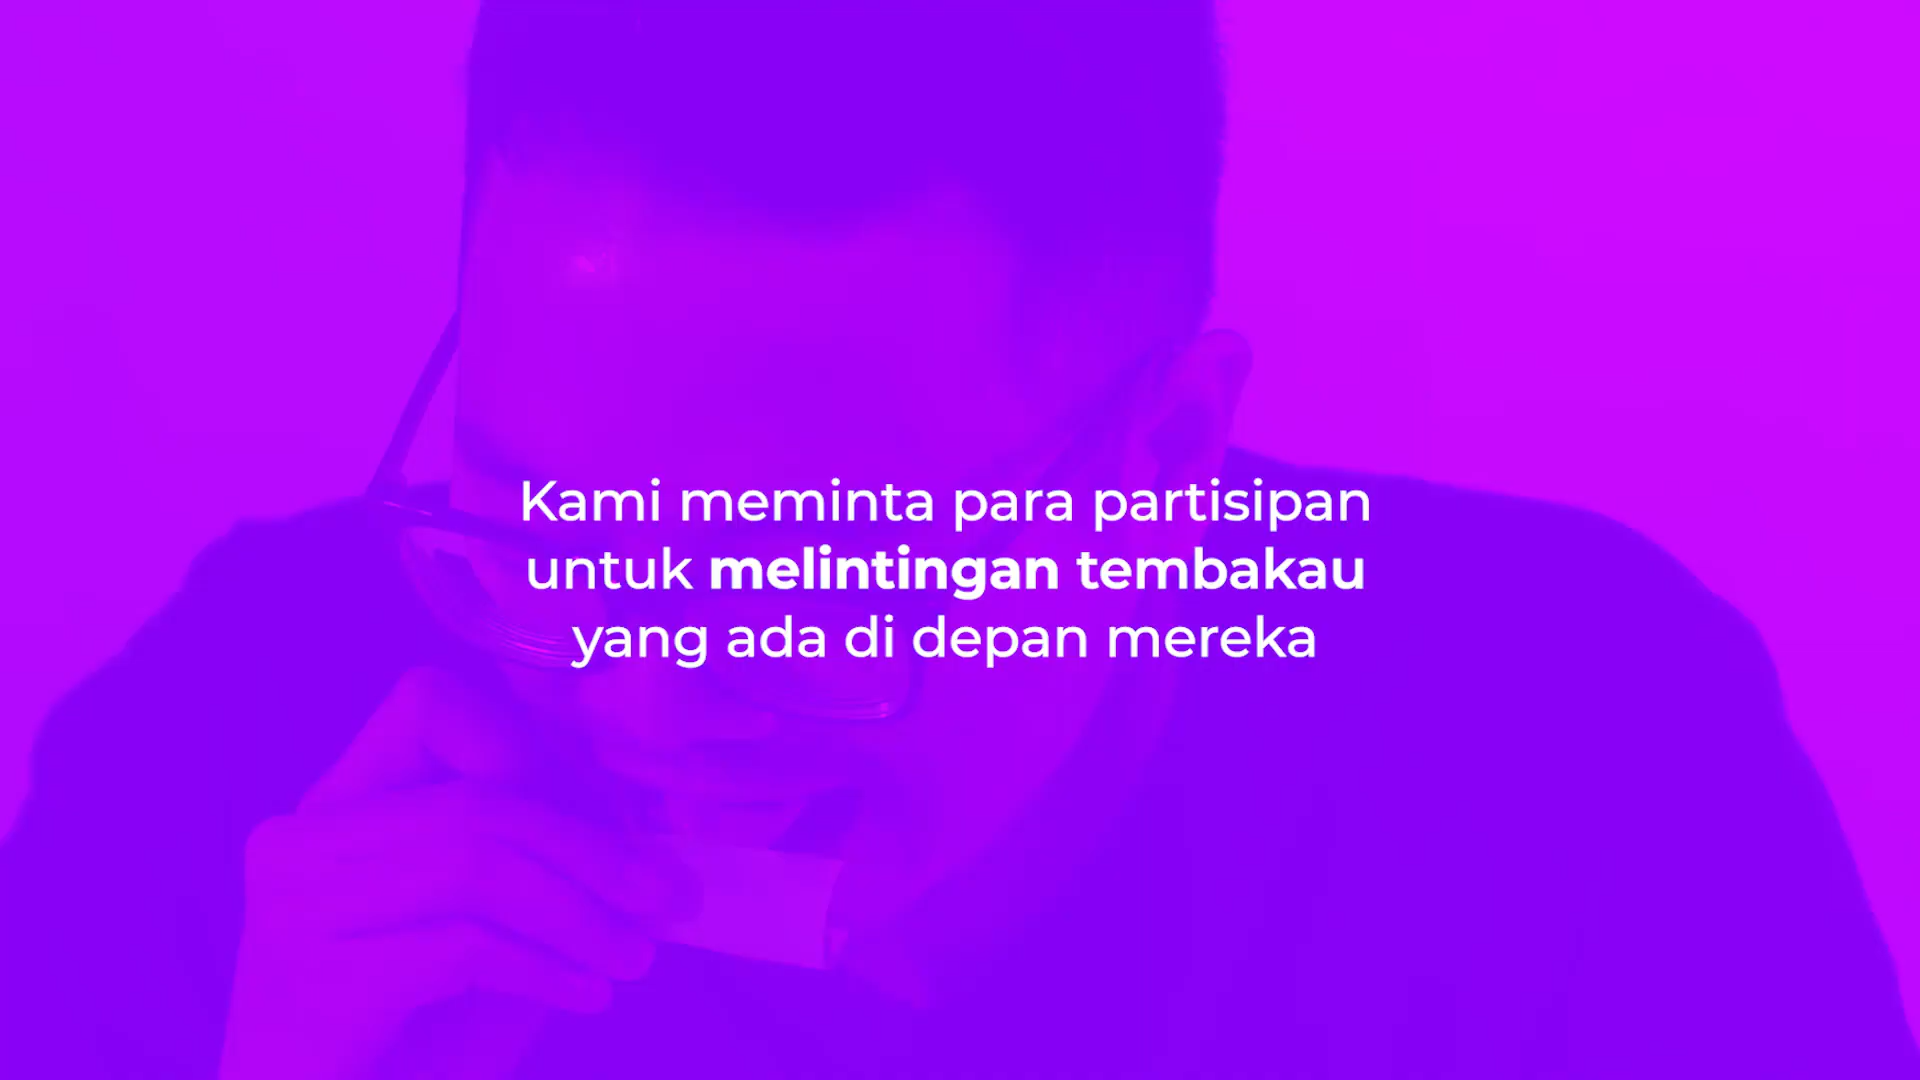 Kami meminta para partisipan
untuk melintingan tembakau
yang ada di depan mereka